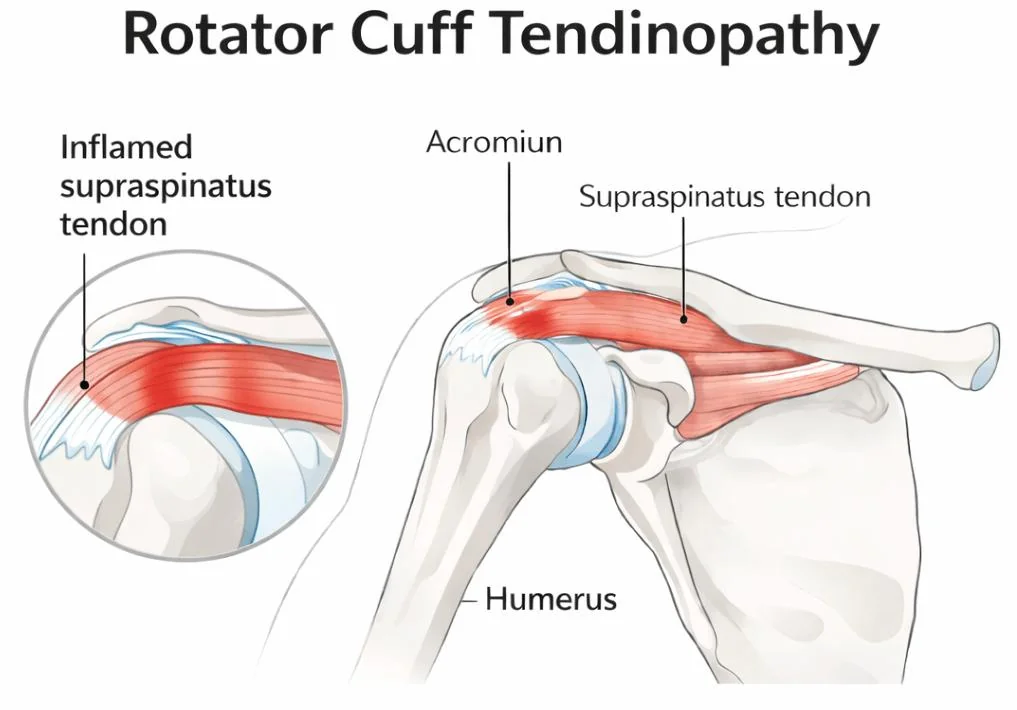 Rotator Cuff Tendinopathy
Inflamed
supraspinatus
tendon
Acromiun
Supraspinatus tendon
Humerus